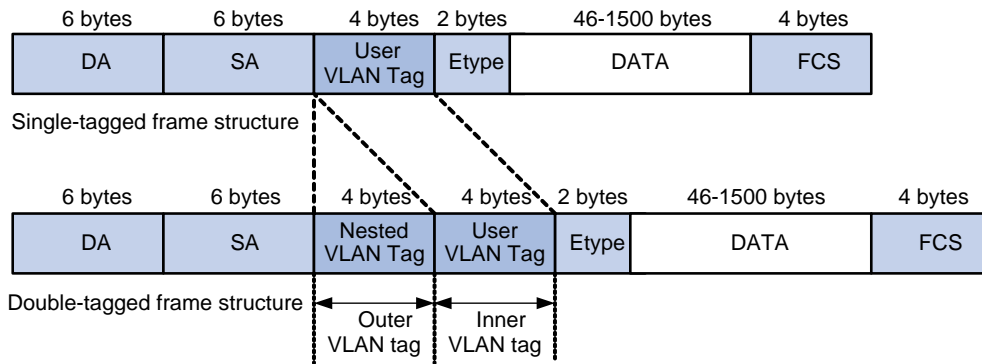 6 bytes 6 bytes 4 bytes 2 bytes 46-1500 bytes 4 bytes
DA SA User VLAN Tag Etype DATA FCS
Single-tagged frame structure
6 bytes 6 bytes 4 bytes 4 bytes 2 bytes 46-1500 bytes 4 bytes
DA SA Nested VLAN Tag User VLAN Tag Etype DATA FCS
Double-tagged frame structure
Outer VLAN tag
Inner VLAN tag